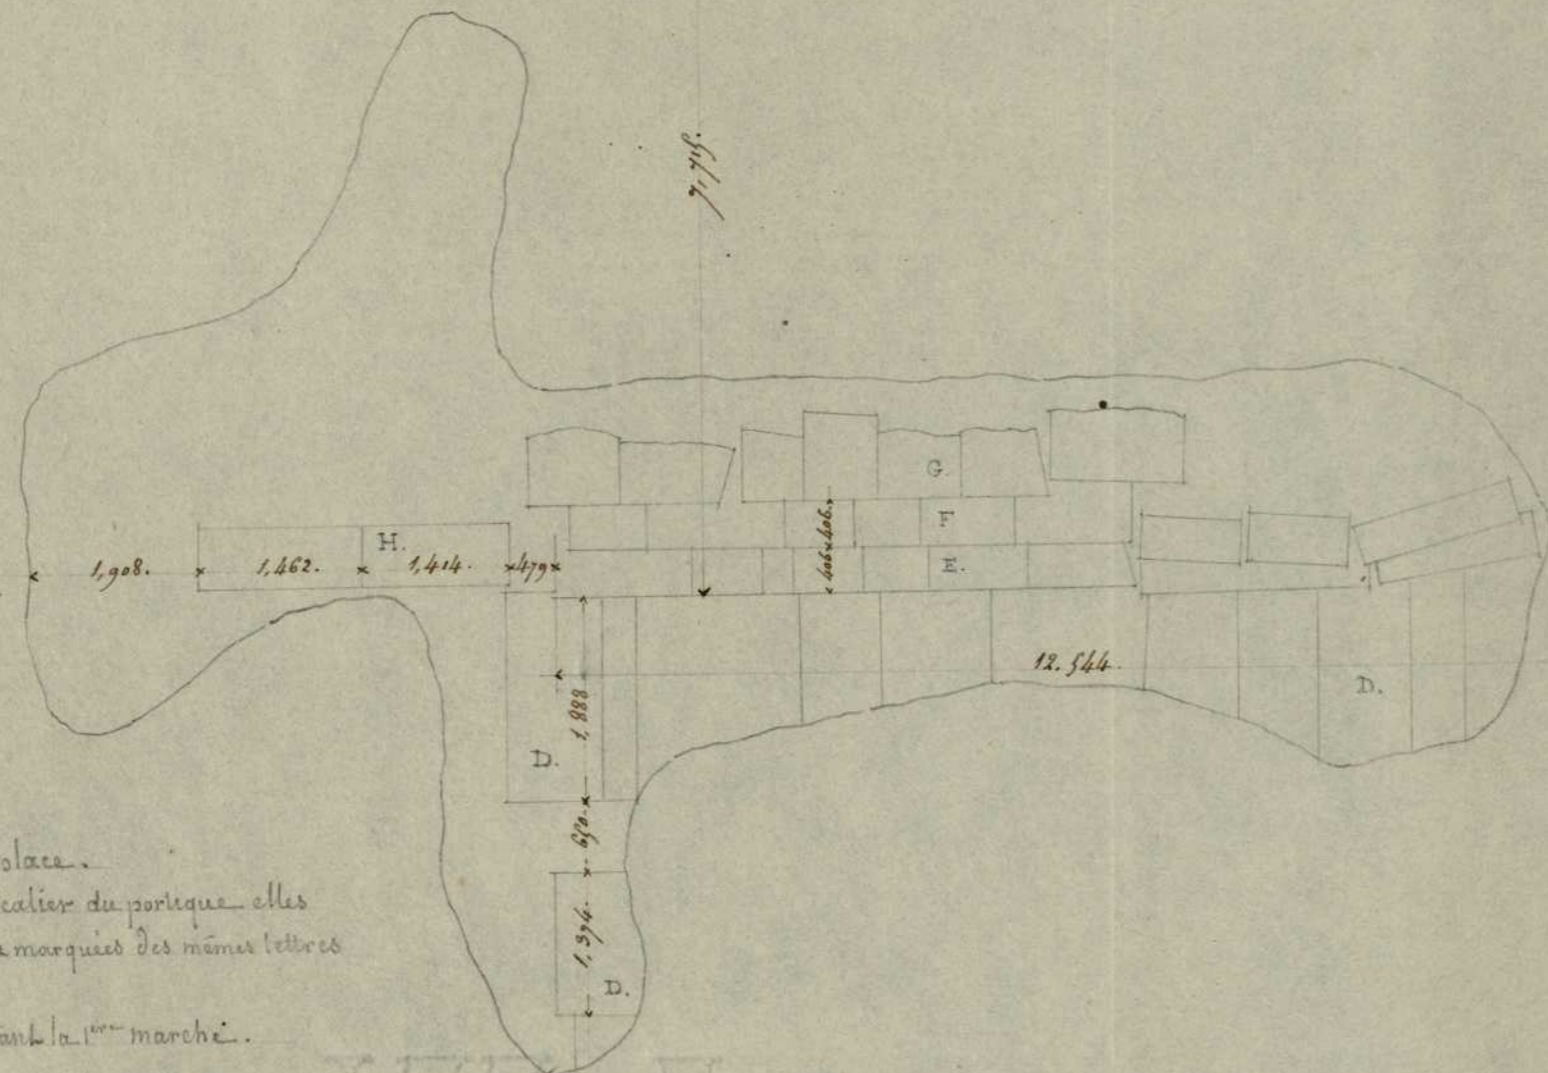 7,715.
G.
406 × 406.
F
H.
E.
1,908.
1,462.
1,414.
479
12.544.
1,888
D.
D.
650
1,394.
D.
place.
calier du portique elles
marquées des mêmes lettres
ant la 1ère marche.